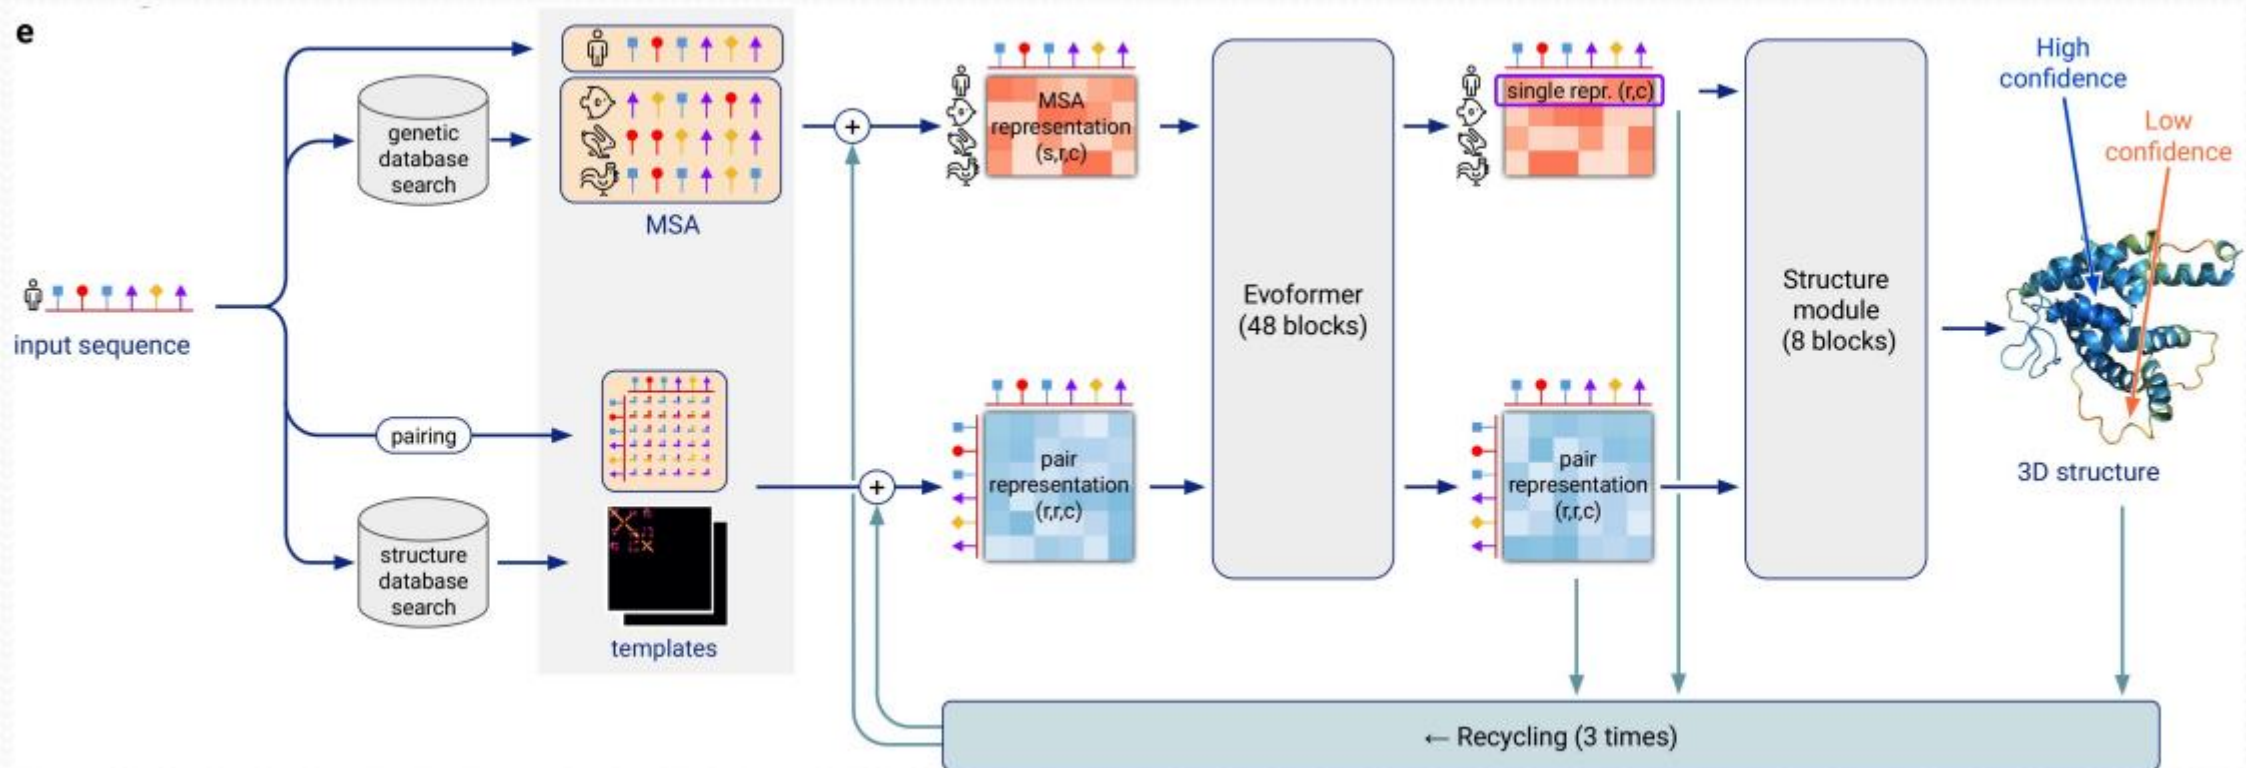 e
input sequence
genetic
database
search
pairing
structure
database
search
MSA
templates
+
+
MSA
representation
(s,r,c)
pair
representation
(r,r,c)
Evoformer
(48 blocks)
single repr. (r,c)
pair
representation
(r,r,c)
Structure
module
(8 blocks)
High
confidence
Low
confidence
3D structure
← Recycling (3 times)